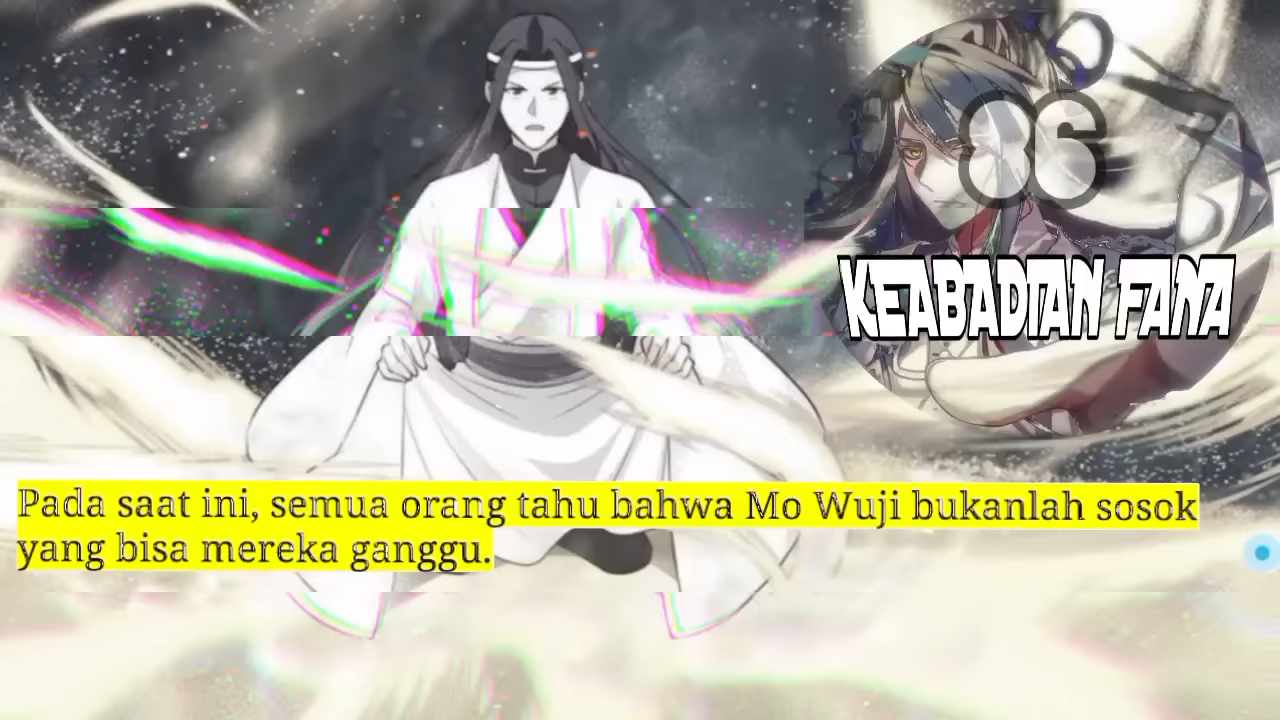 86
KEABADIAN FANA
Pada saat ini, semua orang tahu bahwa Mo Wuji bukanlah sosok
yang bisa mereka ganggu.